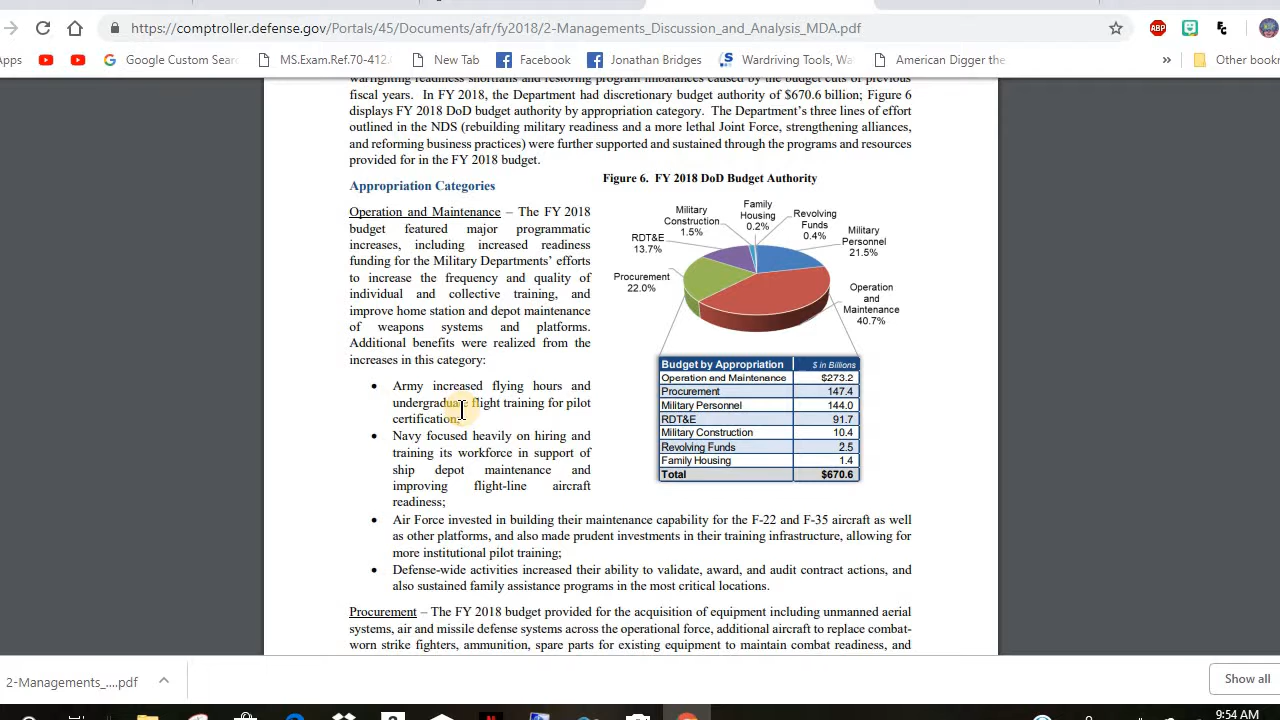 https://comptroller.defense.gov/Portals/45/Documents/afr/fy2018/2-Managements_Discussion_and_Analysis_MDA.pdf
ABP
Apps
Google Custom Sear
MS.Exam.Ref.70-412.
New Tab
Facebook
Jonathan Bridges
Wardriving Tools, Wa
American Digger the
»
Other bookm
warfighting readiness shortfalls and restoring program imbalances caused by the budget cuts of previous
fiscal years. In FY 2018, the Department had discretionary budget authority of $670.6 billion; Figure 6
displays FY 2018 DoD budget authority by appropriation category. The Department's three lines of effort
outlined in the NDS (rebuilding military readiness and a more lethal Joint Force, strengthening alliances,
and reforming business practices) were further supported and sustained through the programs and resources
provided for in the FY 2018 budget.
Appropriation Categories
Operation and Maintenance – The FY 2018
budget featured major programmatic
increases, including increased readiness
funding for the Military Departments' efforts
to increase the frequency and quality of
individual and collective training, and
improve home station and depot maintenance
of weapons systems and platforms.
Additional benefits were realized from the
increases in this category:
• Army increased flying hours and
undergraduate flight training for pilot
certification;
• Navy focused heavily on hiring and
training its workforce in support of
ship depot maintenance and
improving flight-line aircraft
readiness;
Figure 6. FY 2018 DoD Budget Authority
Military
Construction
1.5%
Family
Housing
0.2%
Revolving
Funds
0.4%
RDT&E
13.7%
Military
Personnel
21.5%
Procurement
22.0%
Operation
and
Maintenance
40.7%
Budget by Appropriation $ in Billions
Operation and Maintenance $273.2
Procurement 147.4
Military Personnel 144.0
RDT&E 91.7
Military Construction 10.4
Revolving Funds 2.5
Family Housing 1.4
Total $670.6
• Air Force invested in building their maintenance capability for the F-22 and F-35 aircraft as well
as other platforms, and also made prudent investments in their training infrastructure, allowing for
more institutional pilot training;
• Defense-wide activities increased their ability to validate, award, and audit contract actions, and
also sustained family assistance programs in the most critical locations.
Procurement – The FY 2018 budget provided for the acquisition of equipment including unmanned aerial
systems, air and missile defense systems across the operational force, additional aircraft to replace combat-
worn strike fighters, ammunition, spare parts for existing equipment to maintain combat readiness, and
2-Managements_....pdf
Show all
9:54 AM